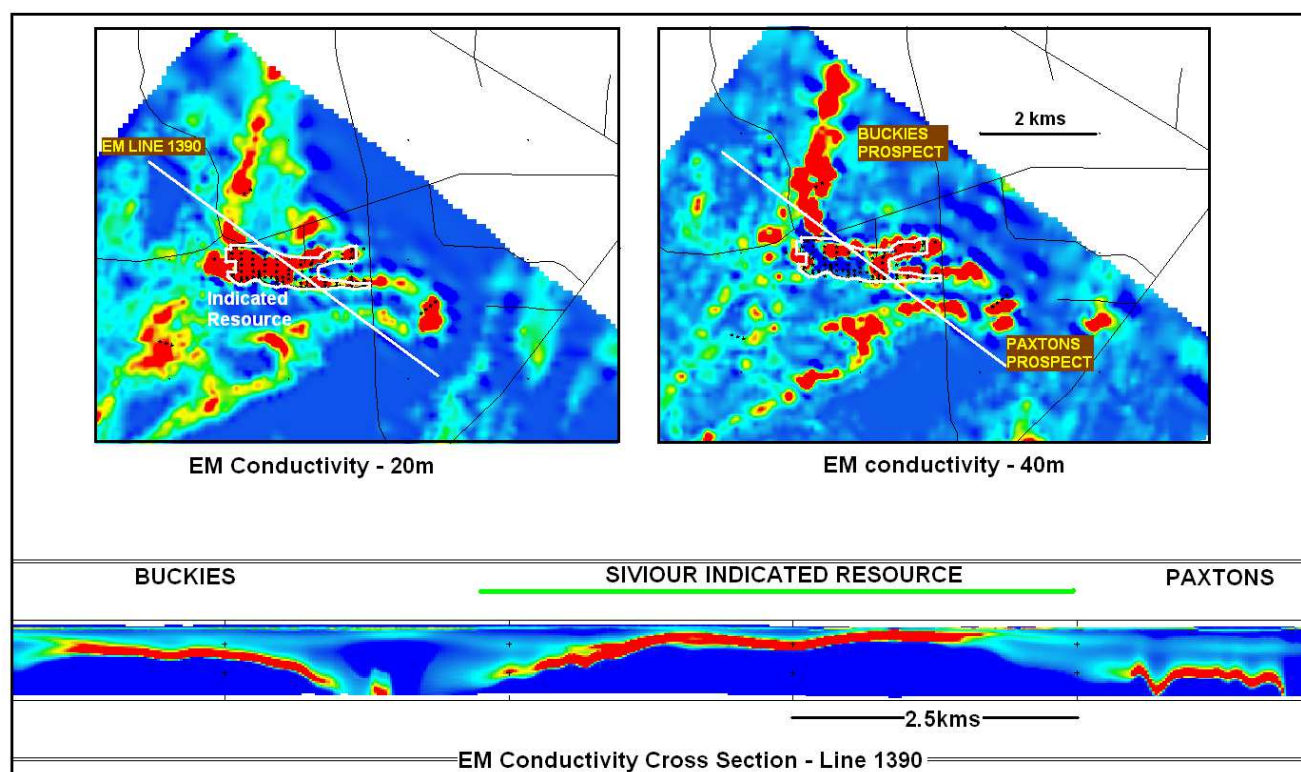 EM LINE 1390
Indicated
Resource
EM Conductivity - 20m
BUCKIES
PROSPECT
2 kms
PAXTONS
PROSPECT
EM conductivity - 40m
BUCKIES
SIVIOUR INDICATED RESOURCE
PAXTONS
2.5kms
EM Conductivity Cross Section - Line 1390